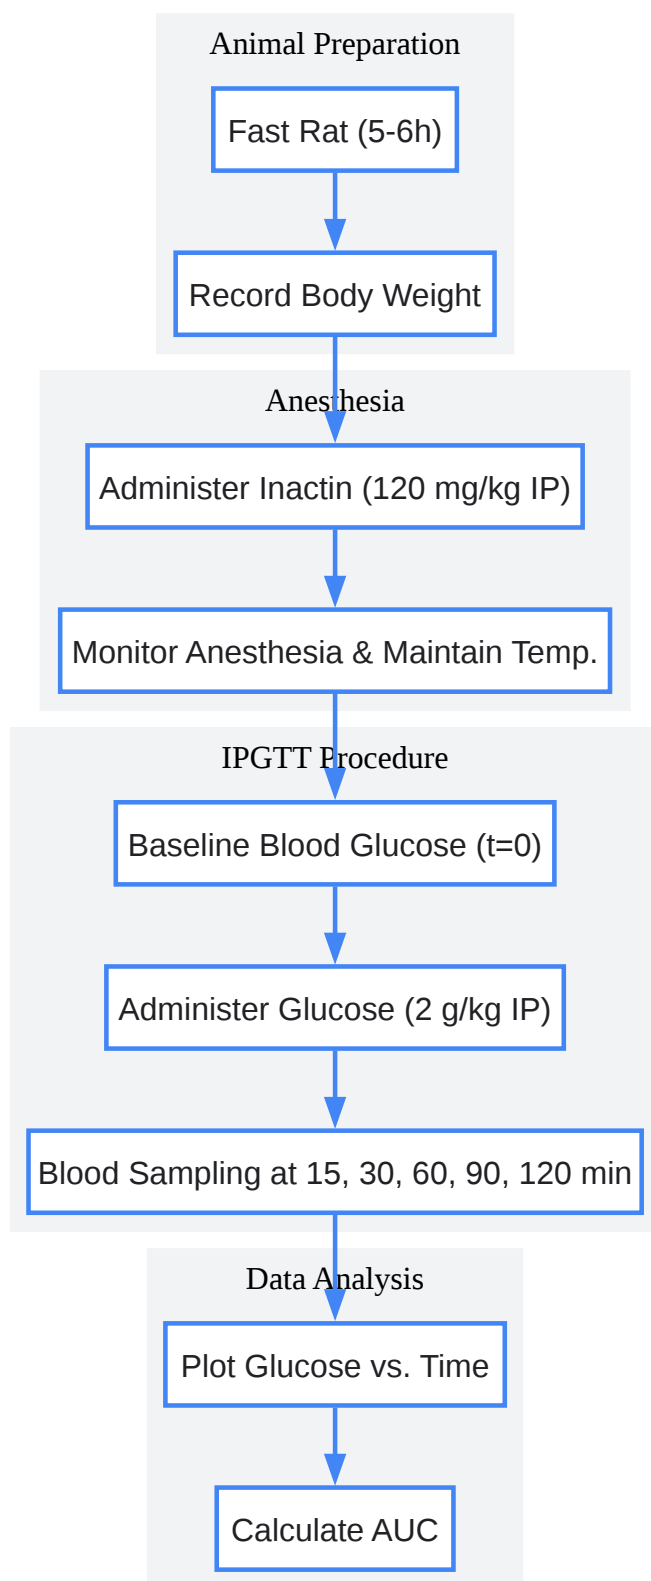 Animal Preparation
Fast Rat (5-6h)
Record Body Weight
Anesthesia
Administer Inactin (120 mg/kg IP)
Monitor Anesthesia & Maintain Temp.
IPGTT Procedure
Baseline Blood Glucose (t=0)
Administer Glucose (2 g/kg IP)
Blood Sampling at 15, 30, 60, 90, 120 min
Data Analysis
Plot Glucose vs. Time
Calculate AUC